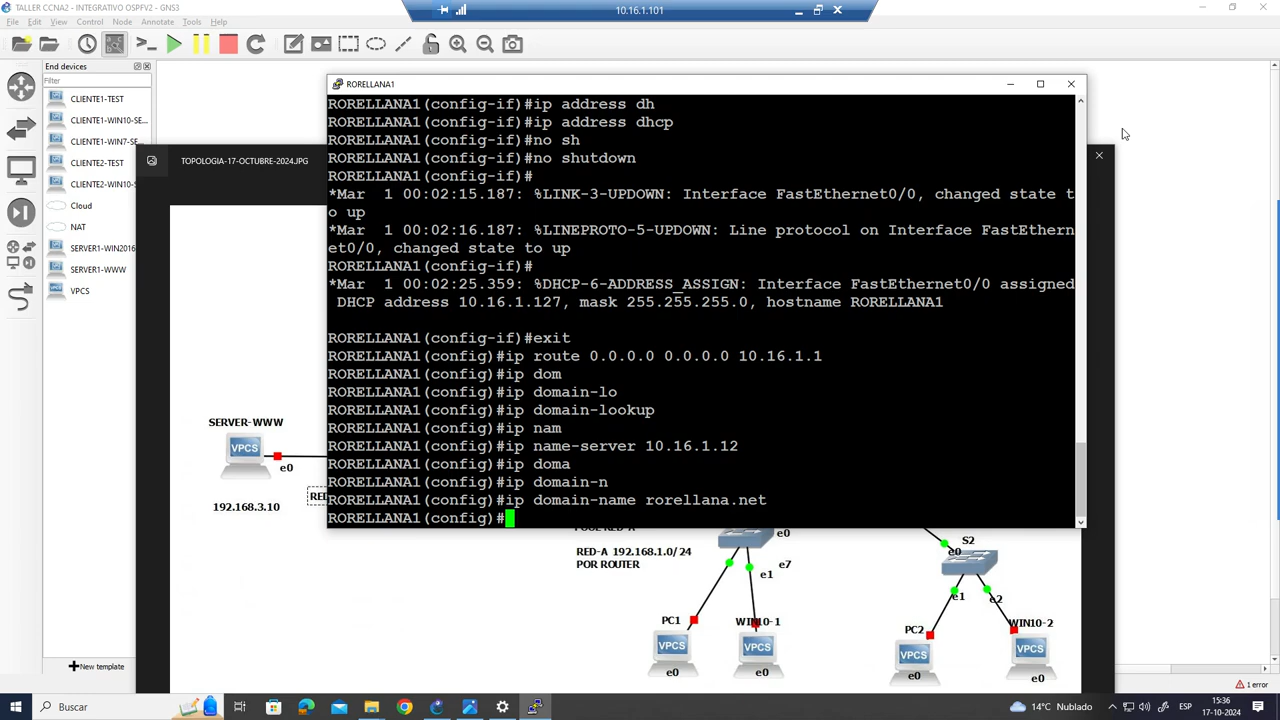 TALLER CCNA2 - INTEGRATIVO OSPFV2 - GNS3
10.16.1.101
File Edit View Control Node Annotate Tools Help
End devices
Filter
CLIENTE1-TEST
CLIENTE1-WIN10-SE...
CLIENTE1-WIN7-SE...
CLIENTE2-TEST
CLIENTE2-WIN10-S
Cloud
NAT
SERVER1-WIN2016
SERVER1-WWW
VPCS
New template
TOPOLOGIA-17-OCTUBRE-2024.JPG
RORELLANA1
RORELLANA1(config-if)#ip address dh
RORELLANA1(config-if)#ip address dhcp
RORELLANA1(config-if)#no sh
RORELLANA1(config-if)#no shutdown
RORELLANA1(config-if)#
*Mar  1 00:02:15.187: %LINK-3-UPDOWN: Interface FastEthernet0/0, changed state t
o up
*Mar  1 00:02:16.187: %LINEPROTO-5-UPDOWN: Line protocol on Interface FastEthern
et0/0, changed state to up
RORELLANA1(config-if)#
*Mar  1 00:02:25.359: %DHCP-6-ADDRESS_ASSIGN: Interface FastEthernet0/0 assigned
DHCP address 10.16.1.127, mask 255.255.255.0, hostname RORELLANA1
RORELLANA1(config-if)#exit
RORELLANA1(config)#ip route 0.0.0.0 0.0.0.0 10.16.1.1
RORELLANA1(config)#ip dom
RORELLANA1(config)#ip domain-lo
RORELLANA1(config)#ip domain-lookup
RORELLANA1(config)#ip nam
RORELLANA1(config)#ip name-server 10.16.1.12
RORELLANA1(config)#ip doma
RORELLANA1(config)#ip domain-n
RORELLANA1(config)#ip domain-name rorellana.net
RORELLANA1(config)#
SERVER-WWW
VPCS
e0
192.168.3.10
RE
e0
RED-A 192.168.1.0/24
POR ROUTER
e7
e1
PC1
WIN10-1
VPCS
VPCS
e0
e0
S2
e0
e1
e2
PC2
WIN10-2
VPCS
VPCS
e0
e0
1 error
Buscar
14°C Nublado
ESP
15:36
17-10-2024